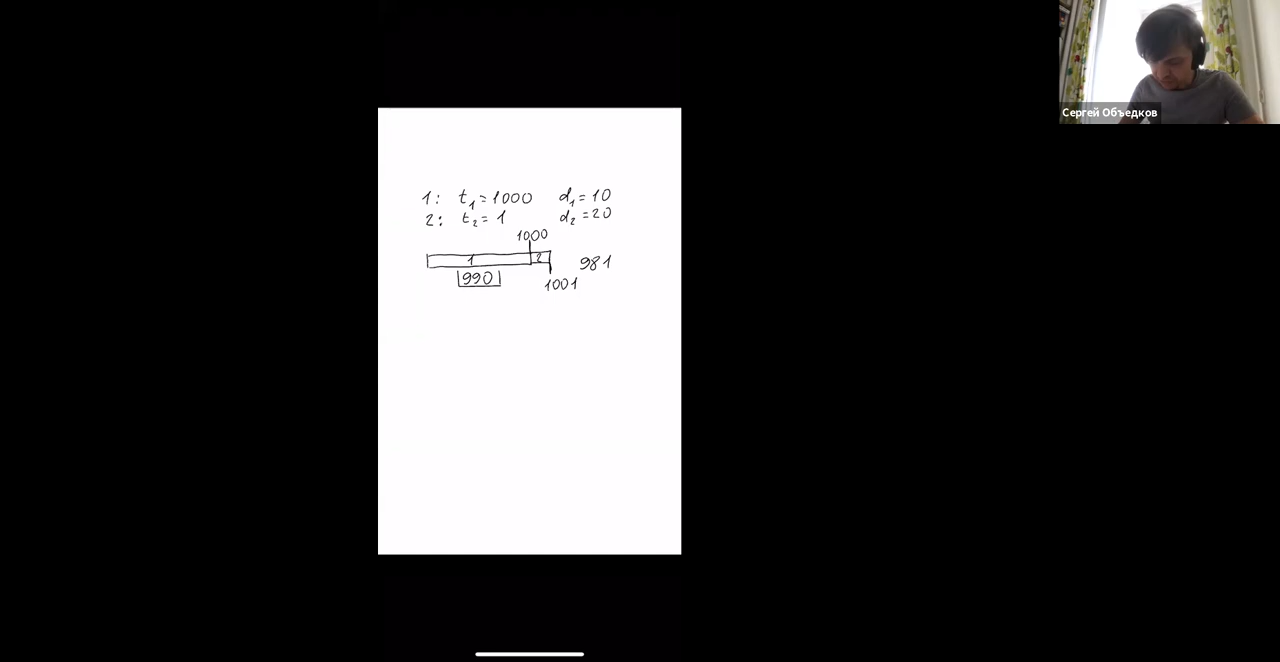 Сергей Объедков
1: t₁=1000 d₁=10
2: t₂=1 d₂=20
1000
1 2 981
990
1001